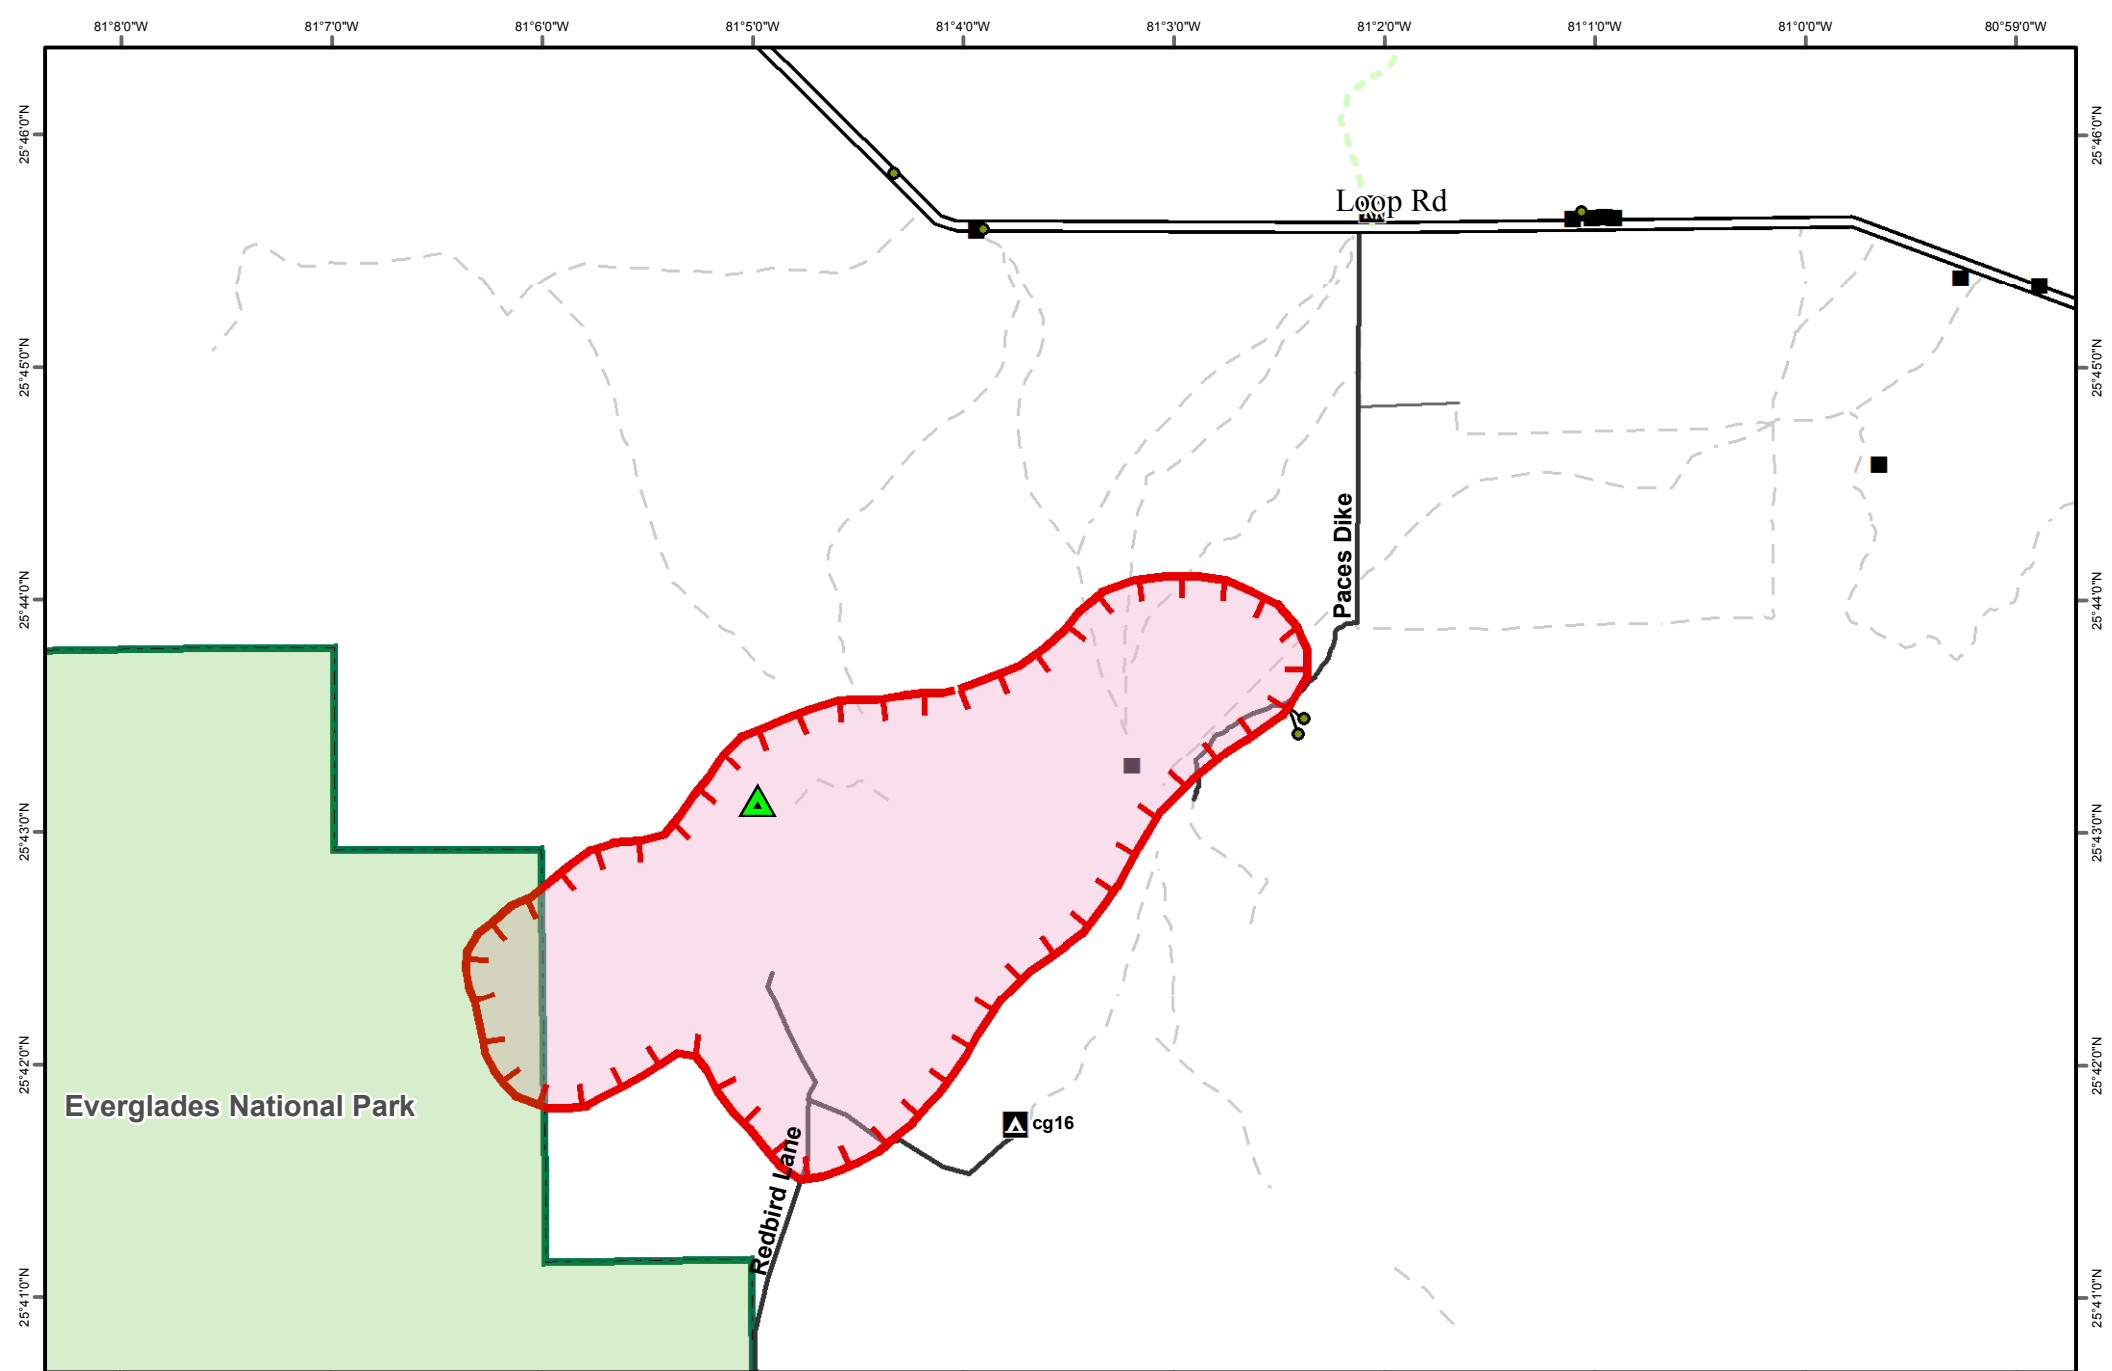 81°8'0"W 81°7'0"W 81°6'0"W 81°5'0"W 81°4'0"W 81°3'0"W 81°2'0"W 81°1'0"W 81°0'0"W 80°59'0"W
25°46'0"N 25°46'0"N
Loop Rd
25°45'0"N 25°45'0"N
Paces Dike
25°44'0"N 25°44'0"N
25°43'0"N 25°43'0"N
25°42'0"N 25°42'0"N
Everglades National Park
cg16
Redbird Lane
25°41'0"N 25°41'0"N